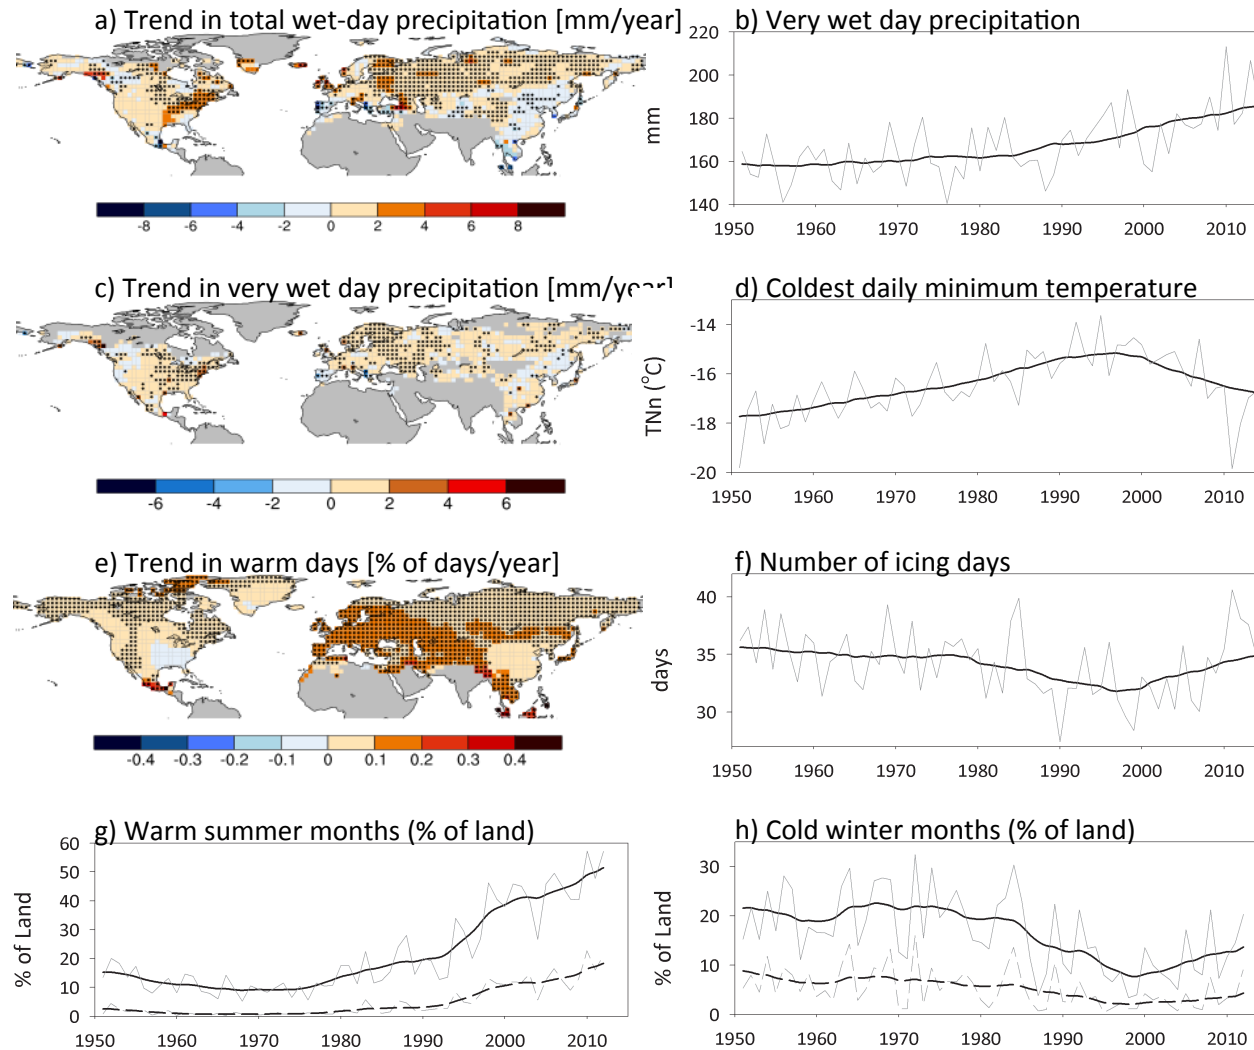 a) Trend in total wet-day precipitation [mm/year]
-8 -6 -4 -2 0 2 4 6 8
b) Very wet day precipitation
220
200
180
160
140
mm
1950 1960 1970 1980 1990 2000 2010
c) Trend in very wet day precipitation [mm/year]
-6 -4 -2 0 2 4 6
d) Coldest daily minimum temperature
-14
-16
-18
-20
TNn (°C)
1950 1960 1970 1980 1990 2000 2010
e) Trend in warm days [% of days/year]
-0.4 -0.3 -0.2 -0.1 0 0.1 0.2 0.3 0.4
f) Number of icing days
40
35
30
days
1950 1960 1970 1980 1990 2000 2010
g) Warm summer months (% of land)
60
50
40
30
20
10
0
% of Land
1950 1960 1970 1980 1990 2000 2010
h) Cold winter months (% of land)
30
20
10
0
% of Land
1950 1960 1970 1980 1990 2000 2010